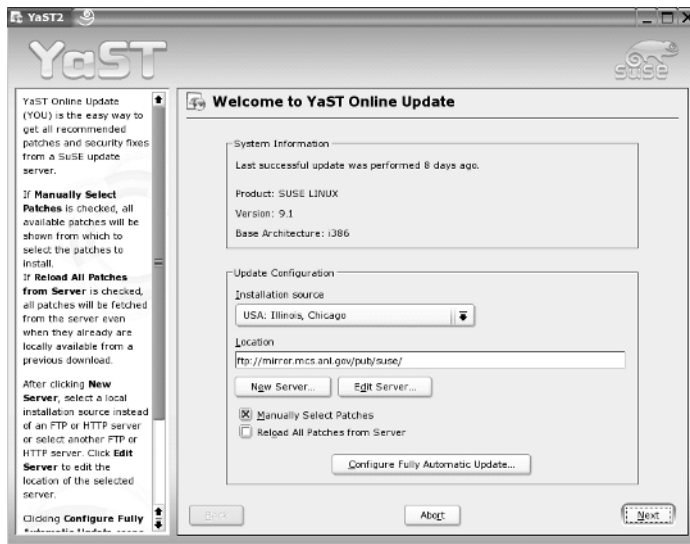 YaST2
YaST
SUSE
YaST Online Update
(YOU) is the easy way to
get all recommended
patches and security fixes
from a SuSE update
server.
If Manually Select
Patches is checked, all
available patches will be
shown from which to
select the patches to
install.
If Reload All Patches
from Server is checked,
all patches will be fetched
from the server even
when they already are
locally available from a
previous download.
After clicking New
Server, select a local
installation source instead
of an FTP or HTTP server
or select another FTP or
HTTP server. Click Edit
Server to edit the
location of the selected
server.
Clicking Configure Fully
Welcome to YaST Online Update
System Information
Last successful update was performed 8 days ago.
Product: SUSE LINUX
Version: 9.1
Base Architecture: i386
Update Configuration
Installation source
USA: Illinois, Chicago
Location
ftp://mirror.mcs.anl.gov/pub/suse/
New Server...
Edit Server...
Manually Select Patches
Reload All Patches from Server
Configure Fully Automatic Update...
Back
Abort
Next